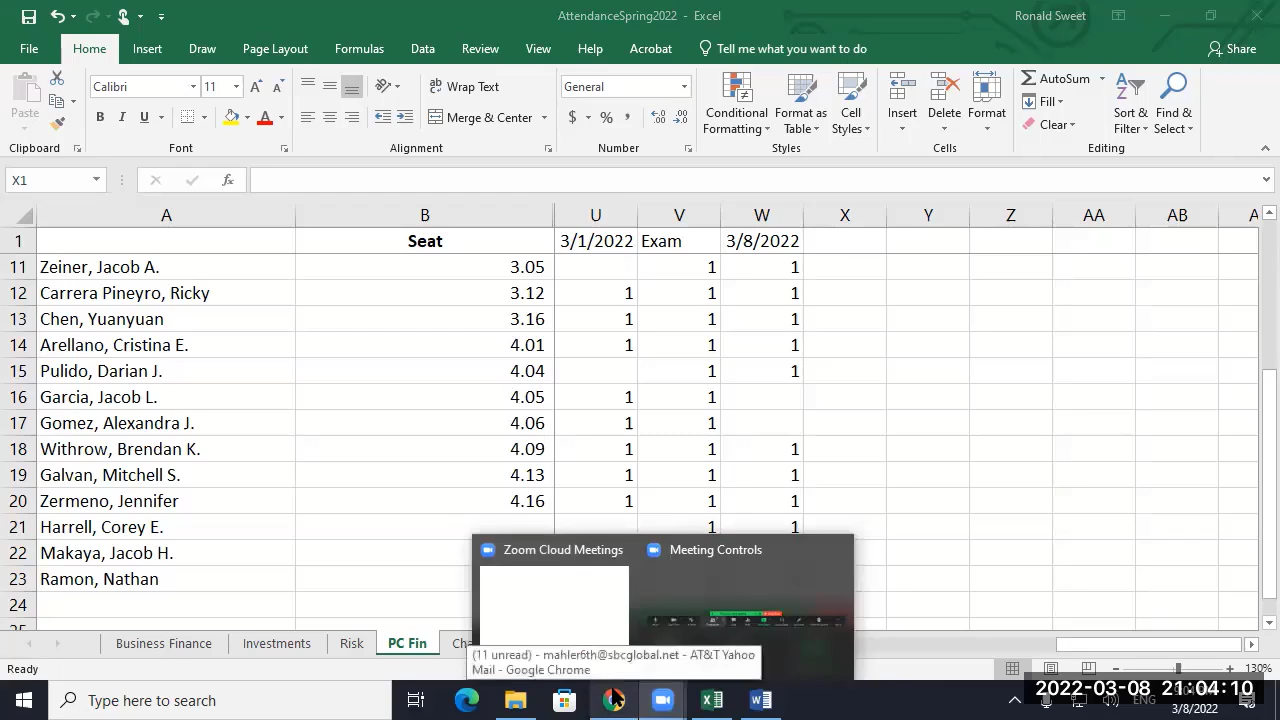 AttendanceSpring2022 - Excel
Ronald Sweet
File Home Insert Draw Page Layout Formulas Data Review View Help Acrobat Tell me what you want to do Share
Paste
Calibri 11
B I U A
Wrap Text
Merge & Center
General
$ % ,
Conditional Formatting
Format as Table
Cell Styles
Insert Delete Format
AutoSum
Fill
Clear
Sort & Filter
Find & Select
Clipboard Font Alignment Number Styles Cells Editing
X1 fx
A B U V W X Y Z AA AB
1 Seat 3/1/2022 Exam 3/8/2022
11 Zeiner, Jacob A. 3.05 1 1
12 Carrera Pineyro, Ricky 3.12 1 1 1
13 Chen, Yuanyuan 3.16 1 1 1
14 Arellano, Cristina E. 4.01 1 1 1
15 Pulido, Darian J. 4.04 1 1
16 Garcia, Jacob L. 4.05 1 1
17 Gomez, Alexandra J. 4.06 1 1
18 Withrow, Brendan K. 4.09 1 1 1
19 Galvan, Mitchell S. 4.13 1 1 1
20 Zermeno, Jennifer 4.16 1 1 1
21 Harrell, Corey E. 1 1
22 Makaya, Jacob H.
23 Ramon, Nathan
24
Zoom Cloud Meetings Meeting Controls
(11 unread) - mahler6th@sbcglobal.net - AT&T Yahoo
Mail - Google Chrome
Business Finance Investments Risk PC Fin
Ready 130%
Type here to search
2022-03-08 21:04:10
ENG
3/8/2022